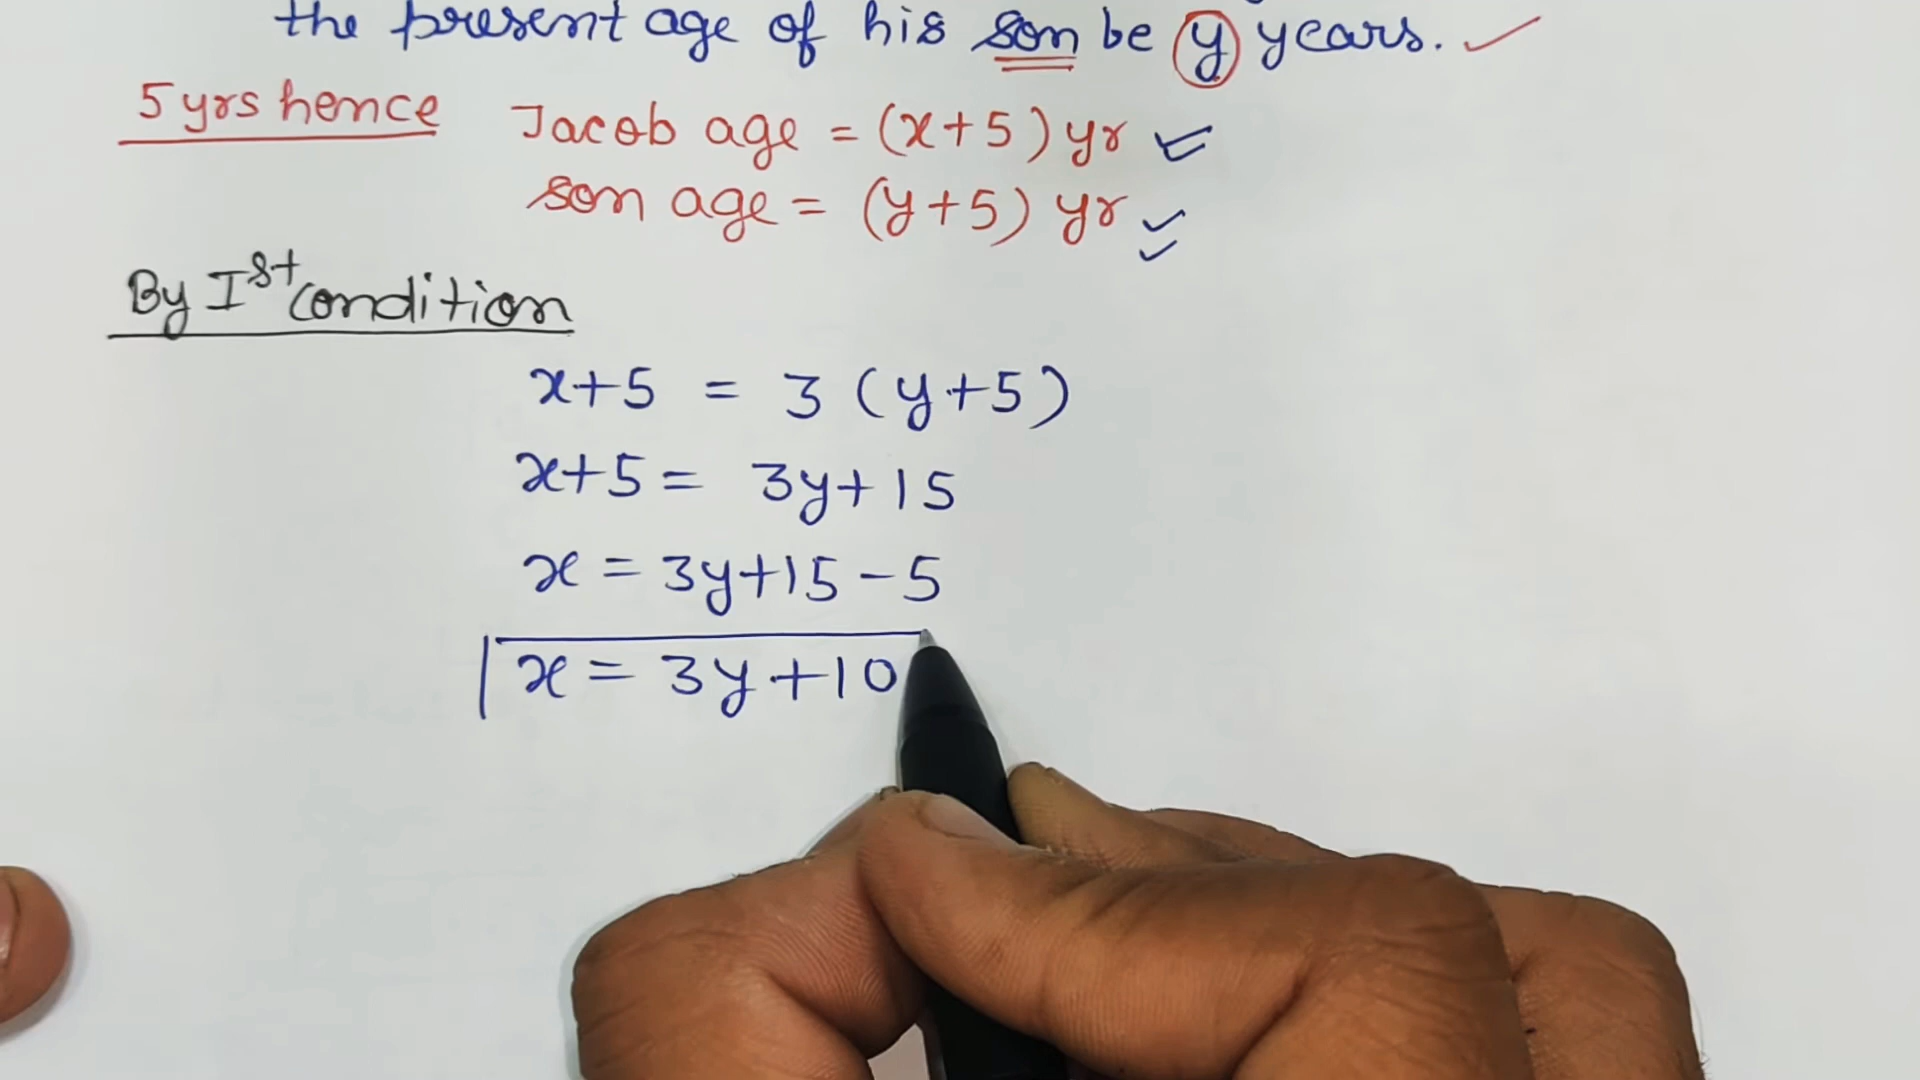 the present age of his son be y years.
5 yrs hence Jacob age = (x+5) yr
son age = (y+5) yr
By Ist condition
x+5 = 3(y+5)
x+5 = 3y+15
x = 3y+15-5
x = 3y+10